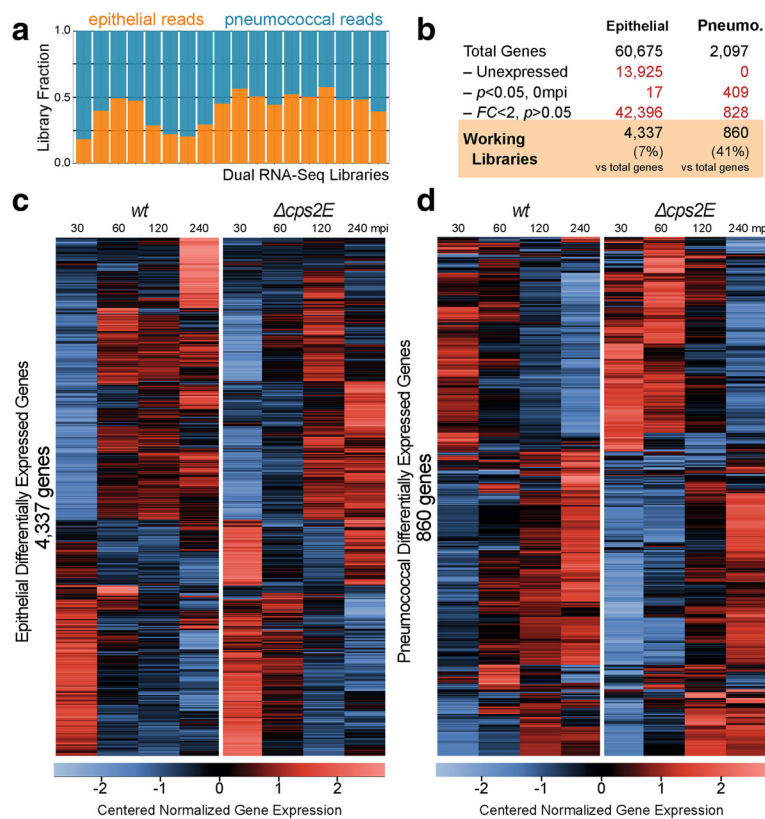 a
epithelial reads pneumococcal reads
1.0
0.5
0.0
Library Fraction
Dual RNA-Seq Libraries
b
Epithelial Pneumo.
Total Genes 60,675 2,097
– Unexpressed 13,925 0
– p<0.05, 0mpi 17 409
– FC<2, p>0.05 42,396 828
Working Libraries 4,337 860
(7%) (41%)
vs total genes vs total genes
c
wt Δcps2E
30 60 120 240 30 60 120 240 mpi
Epithelial Differentially Expressed Genes
4,337 genes
-2 -1 0 1 2
Centered Normalized Gene Expression
d
wt Δcps2E
30 60 120 240 30 60 120 240 mpi
Pneumococcal Differentially Expressed Genes
860 genes
-2 -1 0 1 2
Centered Normalized Gene Expression